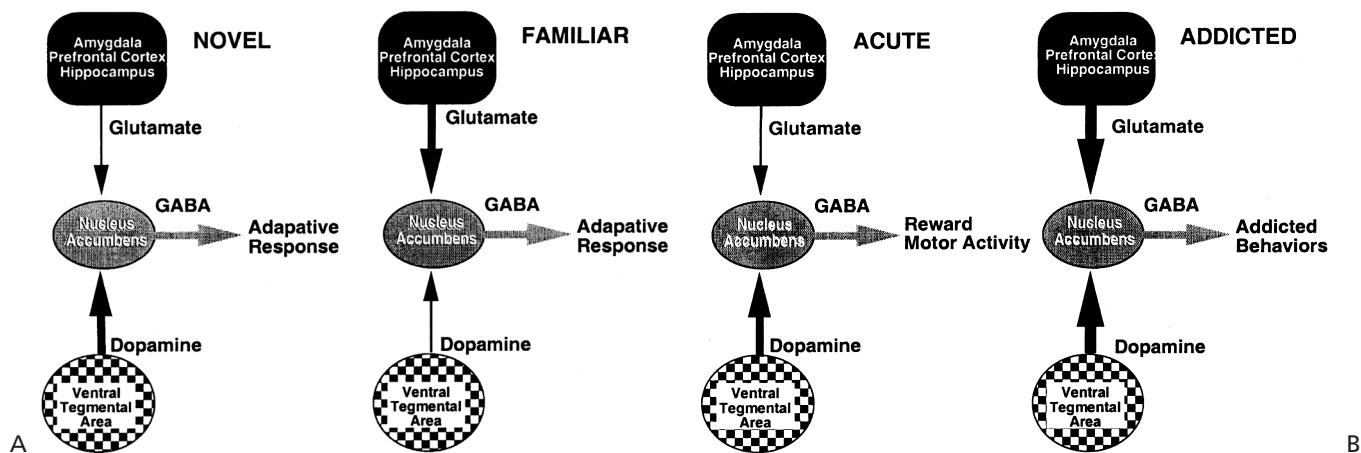 NOVEL
Amygdala
Prefrontal Cortex
Hippocampus
Glutamate
Nucleus
Accumbens
GABA
Adapative
Response
Dopamine
Ventral
Tegmental
Area
A
FAMILIAR
Amygdala
Prefrontal Cortex
Hippocampus
Glutamate
Nucleus
Accumbens
GABA
Adapative
Response
Dopamine
Ventral
Tegmental
Area
ACUTE
Amygdala
Prefrontal Cortex
Hippocampus
Glutamate
Nucleus
Accumbens
GABA
Reward
Motor Activity
Dopamine
Ventral
Tegmental
Area
ADDICTED
Amygdala
Prefrontal Cortex
Hippocampus
Glutamate
Nucleus
Accumbens
GABA
Addicted
Behaviors
Dopamine
Ventral
Tegmental
Area
B